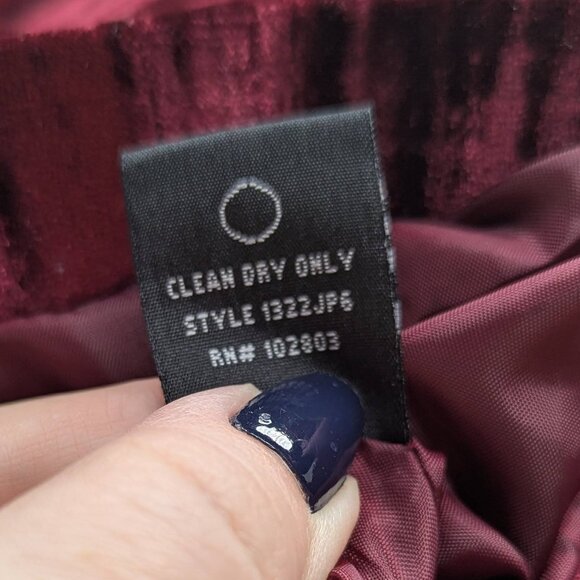 CLEAN DRY ONLY
STYLE 1322JP6
RN# 102803